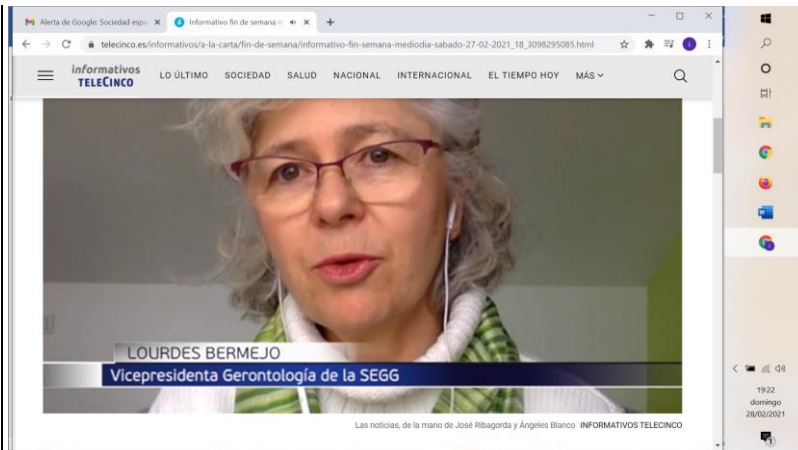 Alerta de Google: Sociedad espa
Informativo fin de semana e
telecinco.es/informativos/a-la-carta/fin-de-semana/informativo-fin-semana-mediodia-sabado-27-02-2021_18_3098295085.html
informativos
TELECINCO
LO ÚLTIMO SOCIEDAD SALUD NACIONAL INTERNACIONAL EL TIEMPO HOY MÁS
LOURDES BERMEJO
Vicepresidenta Gerontología de la SEGG
Las noticias, de la mano de José Ribagorda y Ángeles Blanco INFORMATIVOS TELECINCO
19:22
domingo
28/02/2021